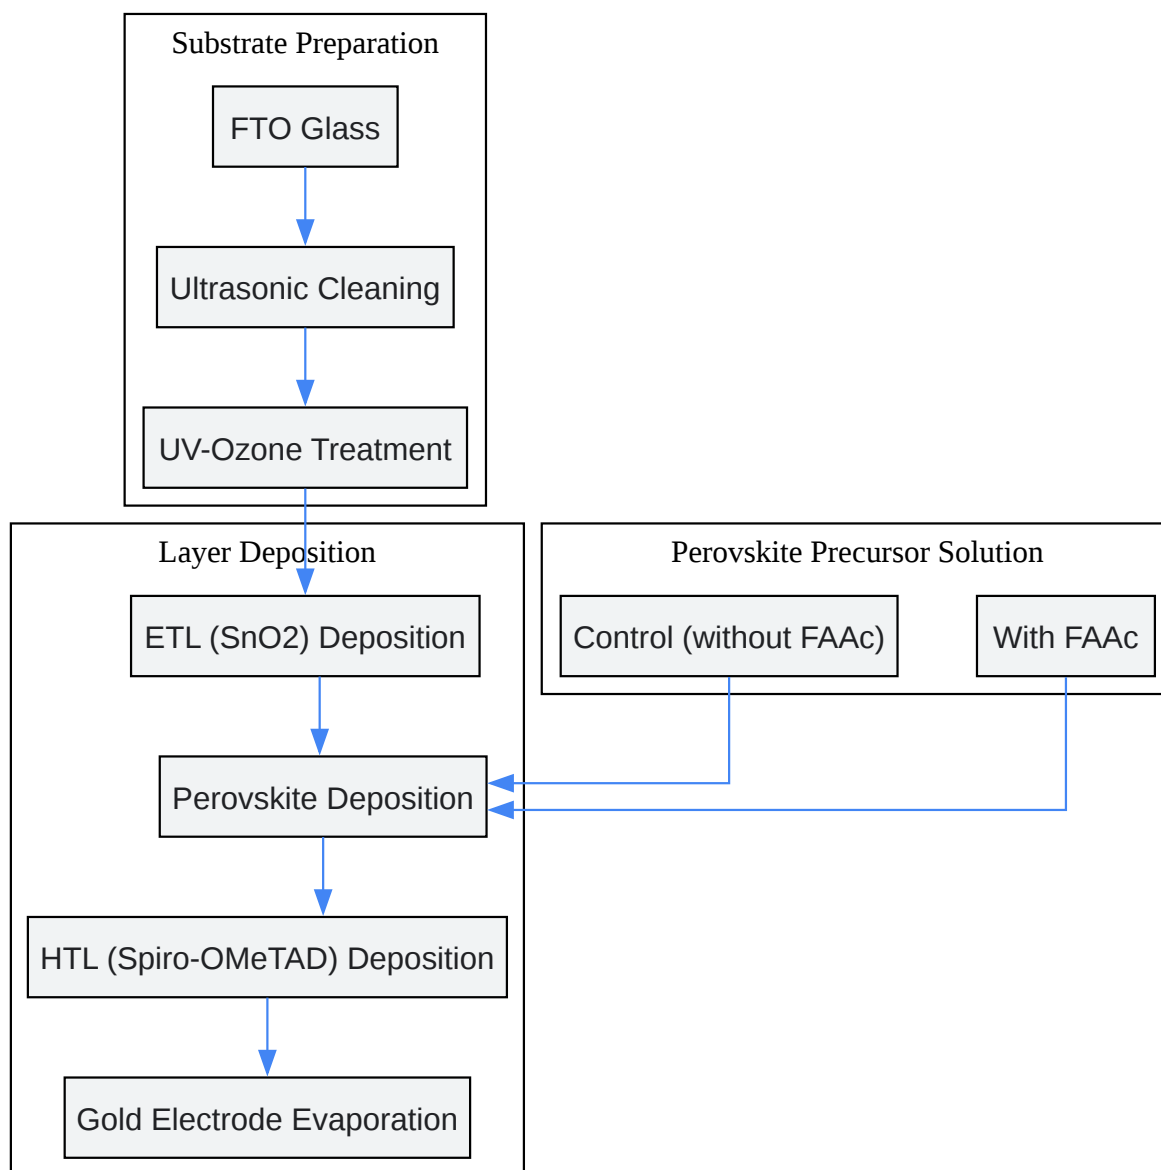 Substrate Preparation
FTO Glass
Ultrasonic Cleaning
UV-Ozone Treatment
Layer Deposition
ETL (SnO2) Deposition
Perovskite Deposition
HTL (Spiro-OMeTAD) Deposition
Gold Electrode Evaporation
Perovskite Precursor Solution
Control (without FAAc)
With FAAc